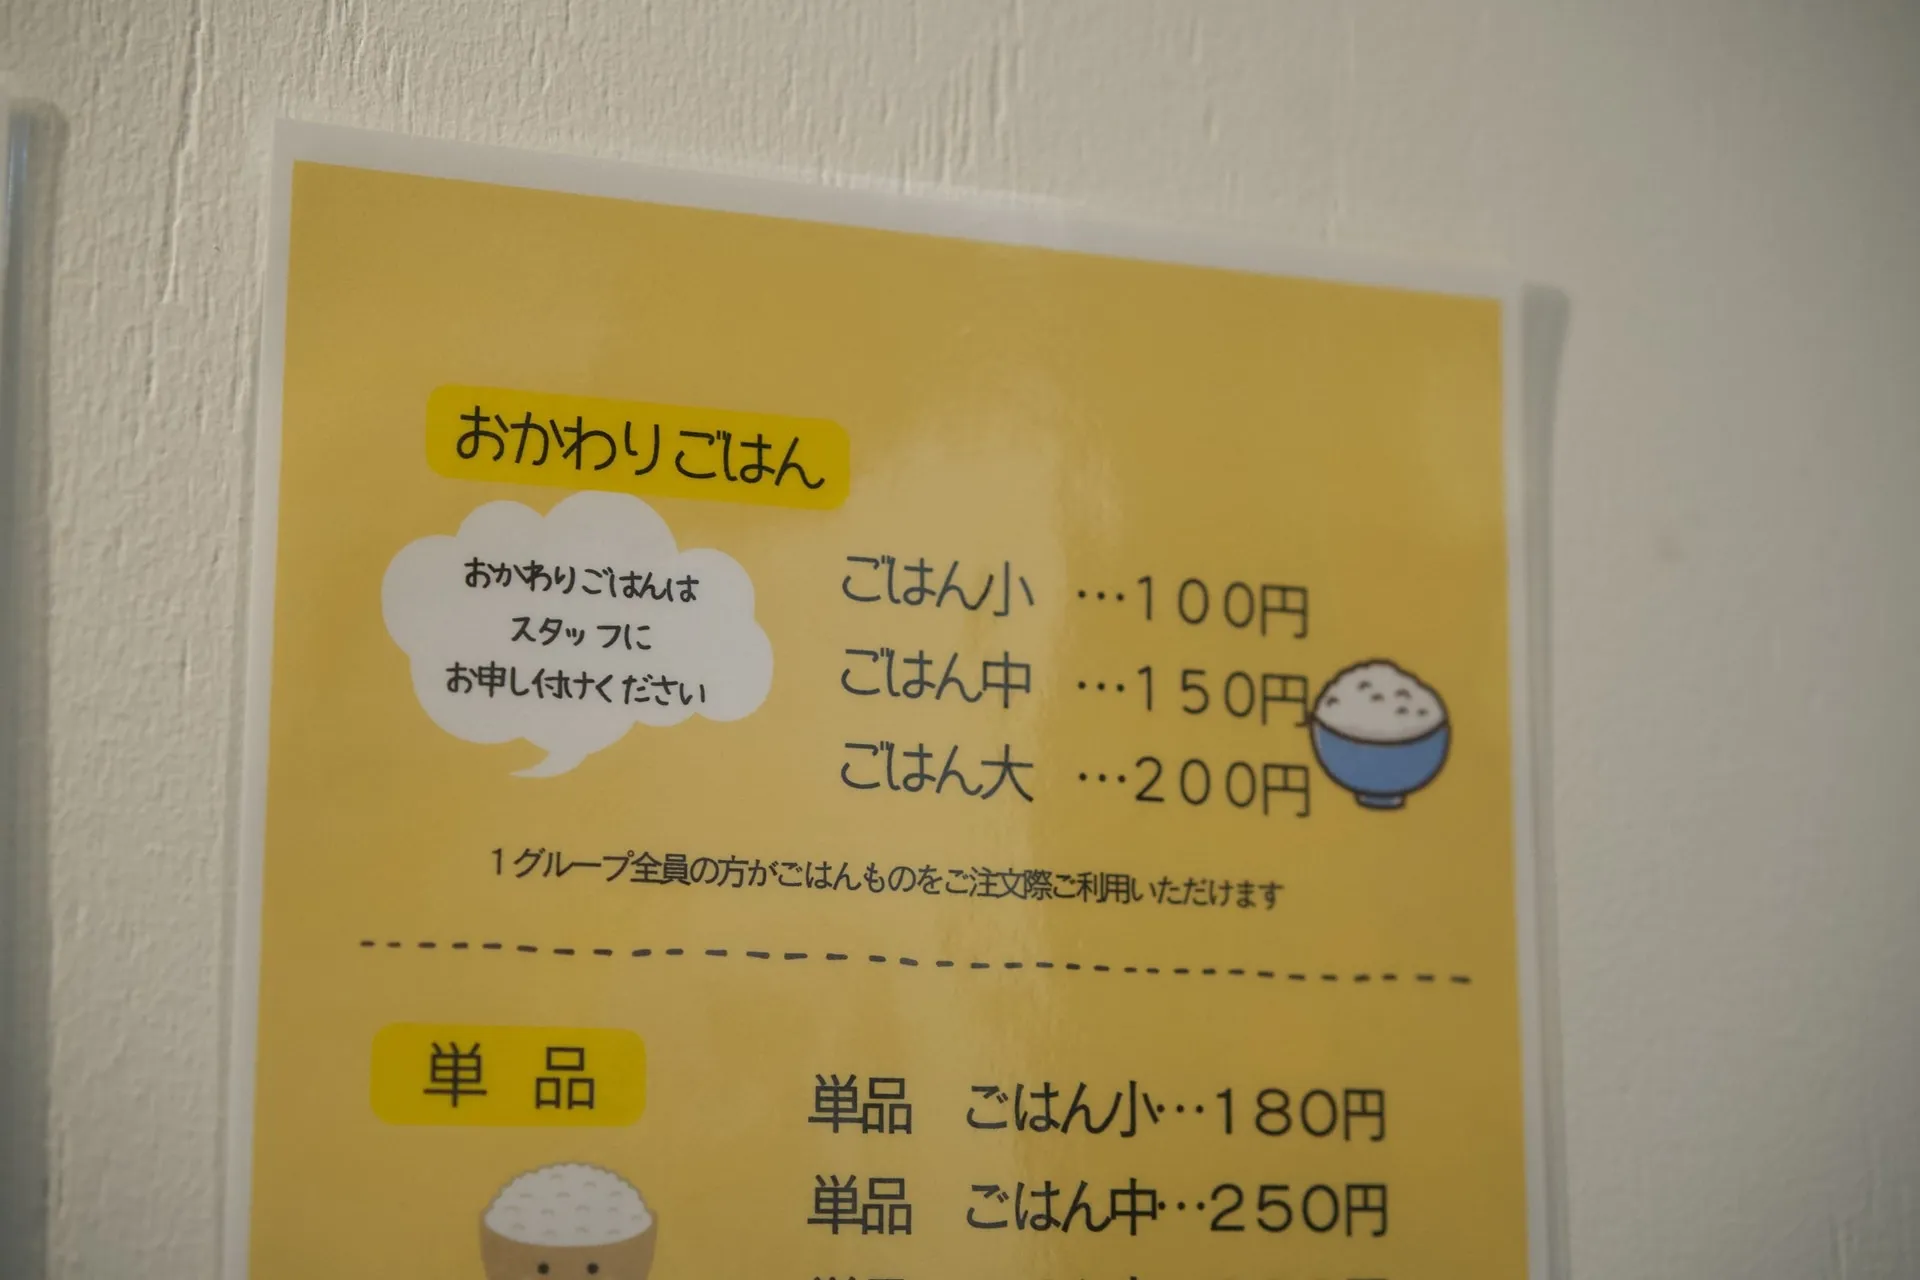 おかわりごはん
おかわりごはんは
スタッフに
お申し付けください
ごはん小 …100円
ごはん中 …150円
ごはん大 …200円
1グループ全員の方がごはんものをご注文際ご利用いただけます
単品
単品 ごはん小…180円
単品 ごはん中…250円